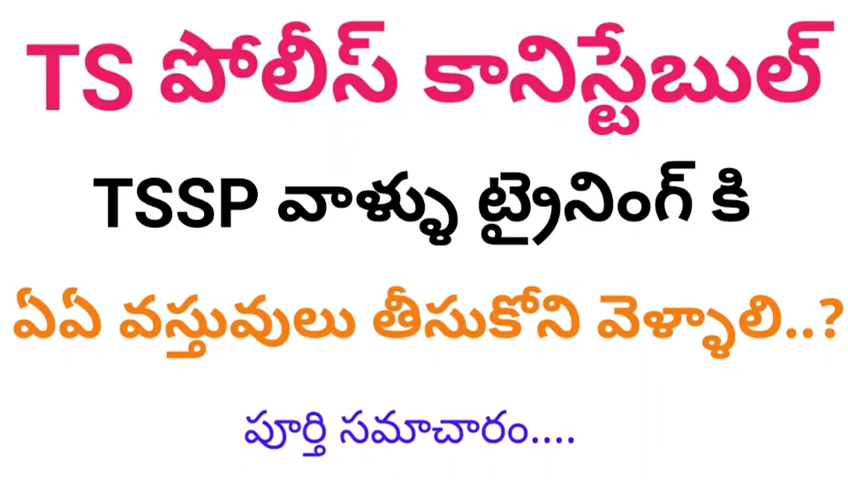 TS పోలీస్ కానిస్టేబుల్
TSSP వాళ్ళు ట్రైనింగ్ కి
ఏఏ వస్తువులు తీసుకోని వెళ్ళాలి..?
పూర్తి సమాచారం....